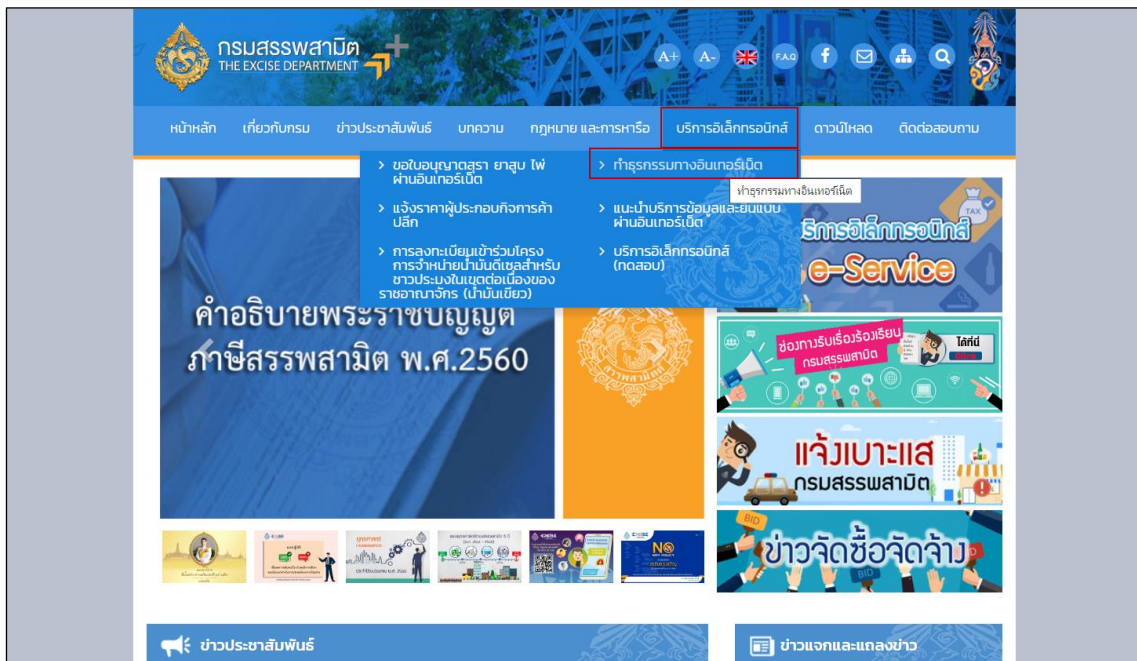 กรมสรรพสามิต
THE EXCISE DEPARTMENT
A+ A- F.A.Q
หน้าหลัก เกี่ยวกับกรม ข่าวประชาสัมพันธ์ บทความ กฎหมาย และการหารือ บริการอิเล็กทรอนิกส์ ดาวน์โหลด ติดต่อสอบถาม
> ขอใบอนุญาตสุรา ยาสูบ ไพ่
ผ่านอินเทอร์เน็ต
> ทำธุรกรรมทางอินเทอร์เน็ต
ทำธุรกรรมทางอินเทอร์เน็ต
> แจ้งราคาผู้ประกอบกิจการค้า
ปลีก
> แนะนำบริการข้อมูลและยื่นแบบ
ผ่านอินเทอร์เน็ต
> การลงทะเบียนเข้าร่วมโครง
การจำหน่ายน้ำมันดีเซลสำหรับ
ชาวประมงในเขตต่อเนื่องของ
ราชอาณาจักร (น้ำมันเขียว)
> บริการอิเล็กทรอนิกส์
(ทดสอบ)
คำอธิบายพระราชบัญญัติ
ภาษีสรรพสามิต พ.ศ.2560
TAX
บริการอิเล็กทรอนิกส์
e-Service
ช่องทางรับเรื่องร้องเรียน
กรมสรรพสามิต
ได้ที่นี่
แจ้งเบาะแส
กรมสรรพสามิต
BID
ข่าวจัดซื้อจัดจ้าง
BID
BID
ยุทธศาสตร์
NO
ข่าวประชาสัมพันธ์
ข่าวแจกและแถลงข่าว